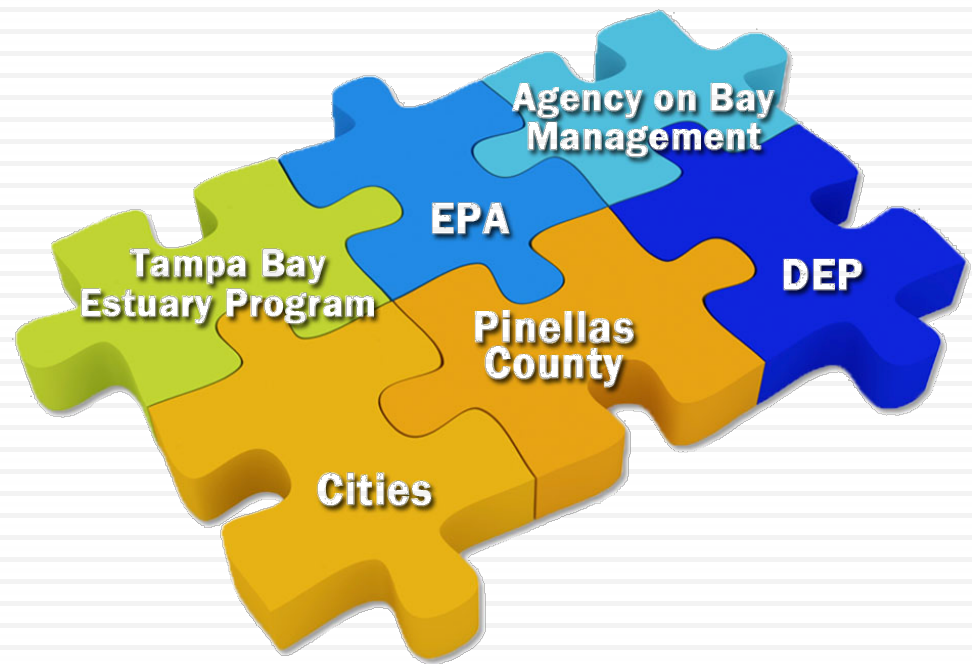 Agency on Bay
Management
EPA
Tampa Bay
Estuary Program
DEP
Pinellas
County
Cities